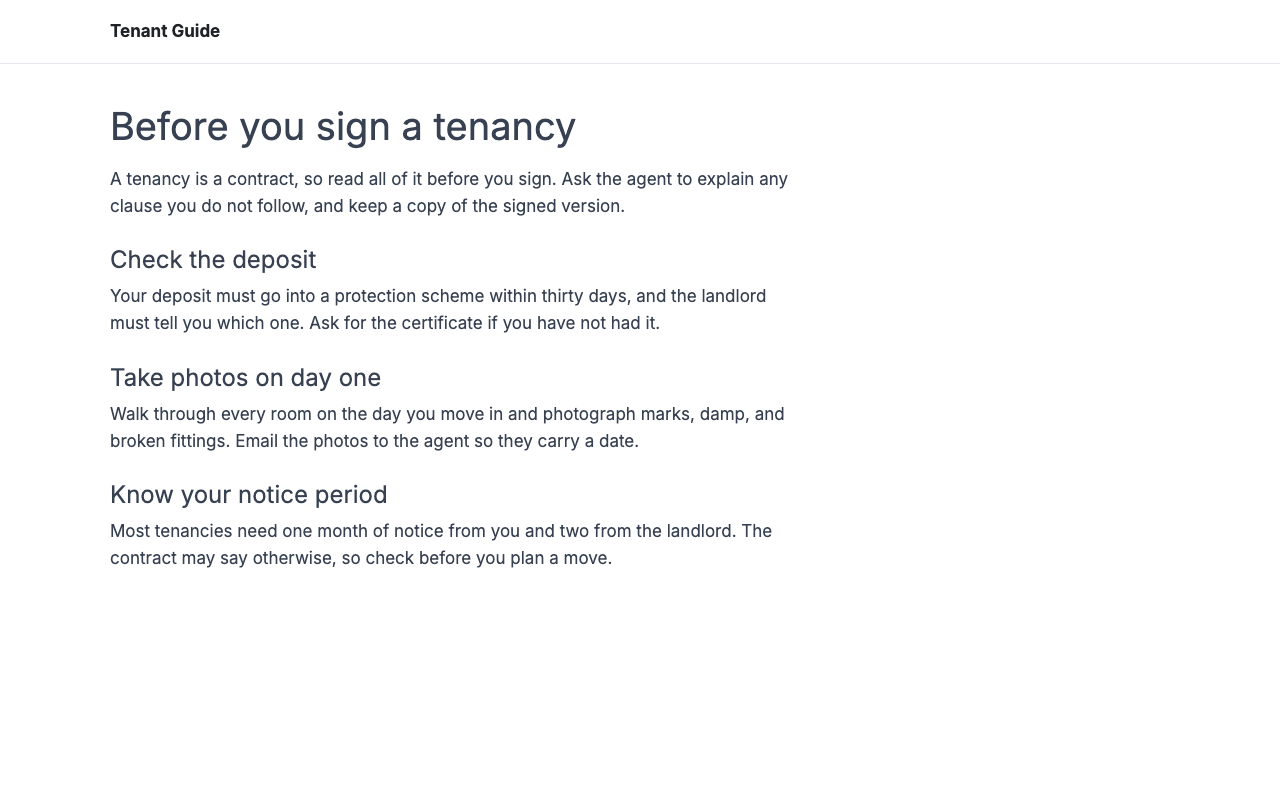 Tenant Guide
Before you sign a tenancy
A tenancy is a contract, so read all of it before you sign. Ask the agent to explain any
clause you do not follow, and keep a copy of the signed version.
Check the deposit
Your deposit must go into a protection scheme within thirty days, and the landlord
must tell you which one. Ask for the certificate if you have not had it.
Take photos on day one
Walk through every room on the day you move in and photograph marks, damp, and
broken fittings. Email the photos to the agent so they carry a date.
Know your notice period
Most tenancies need one month of notice from you and two from the landlord. The
contract may say otherwise, so check before you plan a move.